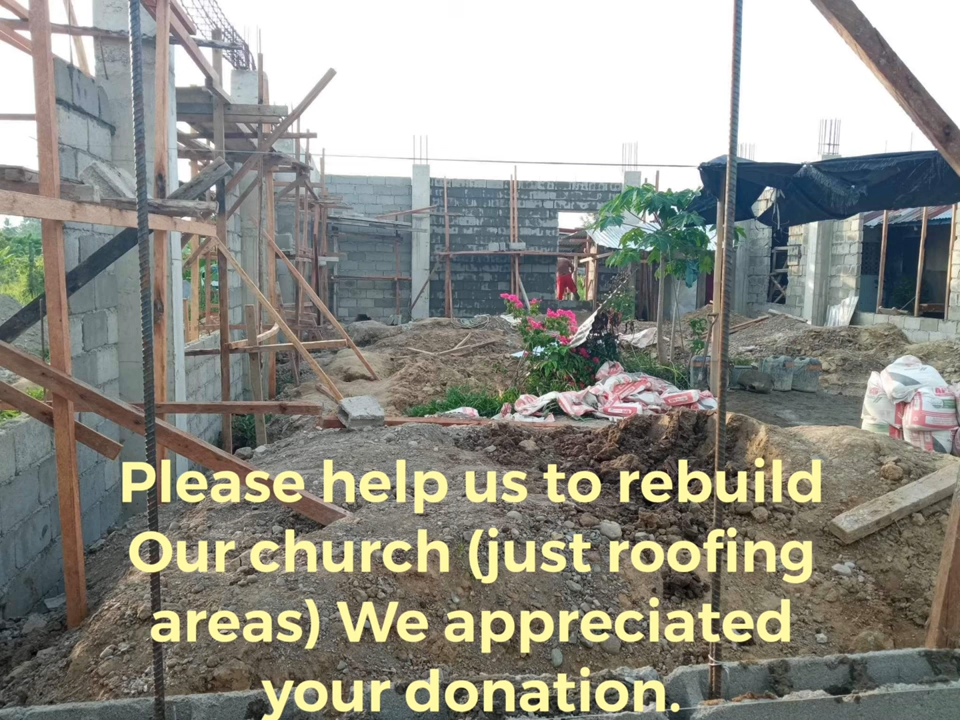 Please help us to rebuild
Our church (just roofing
areas) We appreciated
your donation.